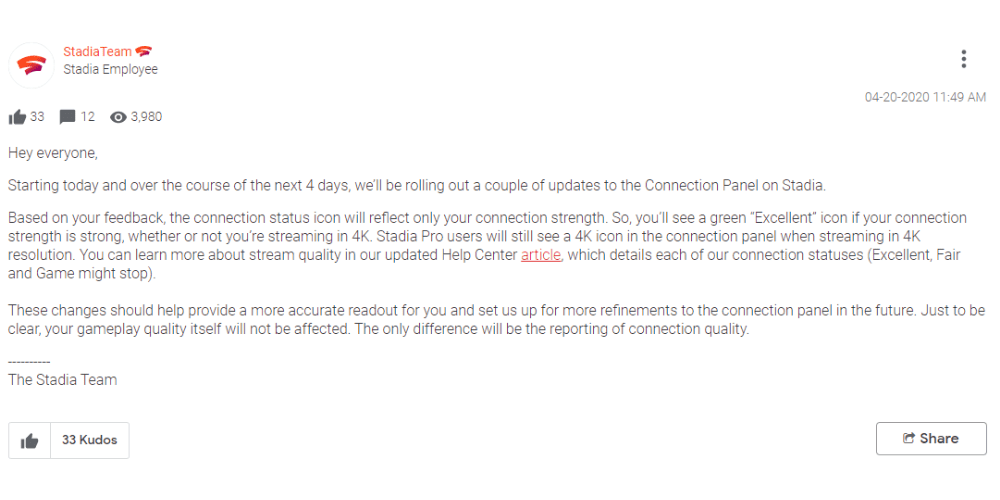 StadiaTeam
Stadia Employee
04-20-2020 11:49 AM
33 12 3,980
Hey everyone,
Starting today and over the course of the next 4 days, we'll be rolling out a couple of updates to the Connection Panel on Stadia.
Based on your feedback, the connection status icon will reflect only your connection strength. So, you'll see a green “Excellent” icon if your connection
strength is strong, whether or not you're streaming in 4K. Stadia Pro users will still see a 4K icon in the connection panel when streaming in 4K
resolution. You can learn more about stream quality in our updated Help Center article, which details each of our connection statuses (Excellent, Fair
and Game might stop).
These changes should help provide a more accurate readout for you and set us up for more refinements to the connection panel in the future. Just to be
clear, your gameplay quality itself will not be affected. The only difference will be the reporting of connection quality.
----------
The Stadia Team
33 Kudos
Share